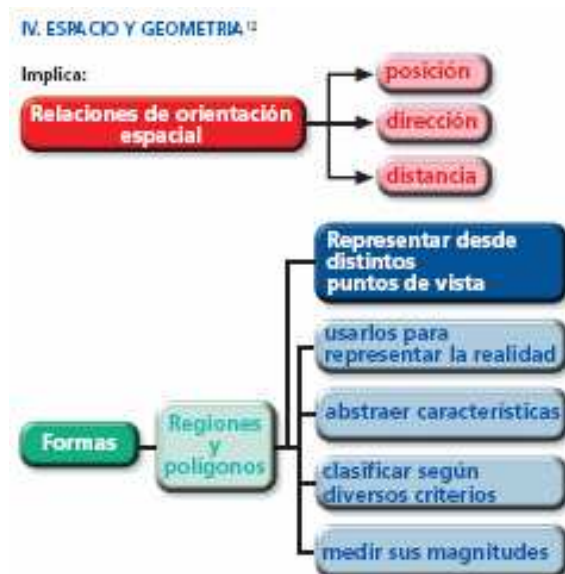 IV. ESPACIO Y GEOMETRIA 12
Implica:
Relaciones de orientación
espacial
posición
dirección
distancia
Representar desde
distintos
puntos de vista
usarlos para
representar la realidad
abstraer características
clasificar según
diversos criterios
medir sus magnitudes
Formas
Regiones
y
polígonos